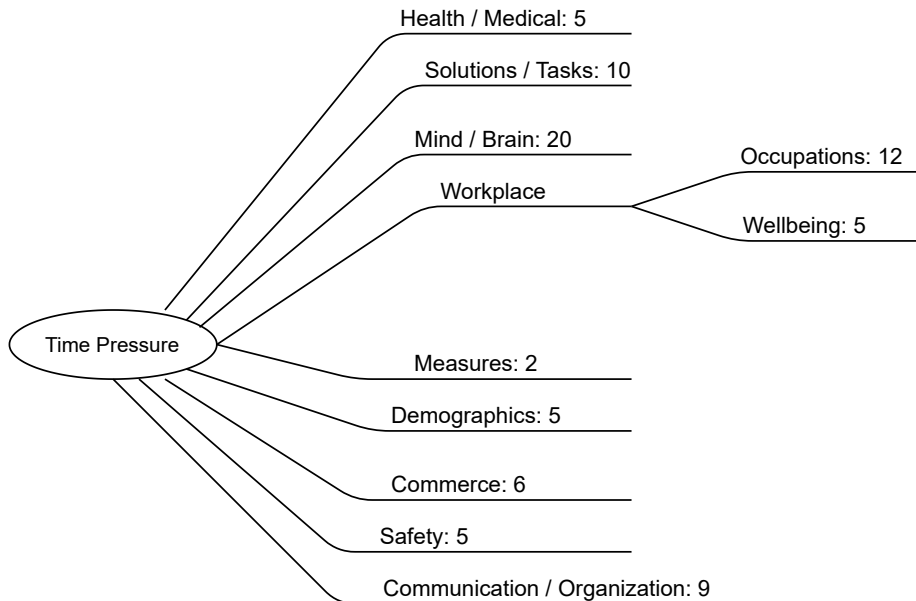 Health / Medical: 5
Solutions / Tasks: 10
Mind / Brain: 20
Occupations: 12
Workplace
Wellbeing: 5
Time Pressure
Measures: 2
Demographics: 5
Commerce: 6
Safety: 5
Communication / Organization: 9